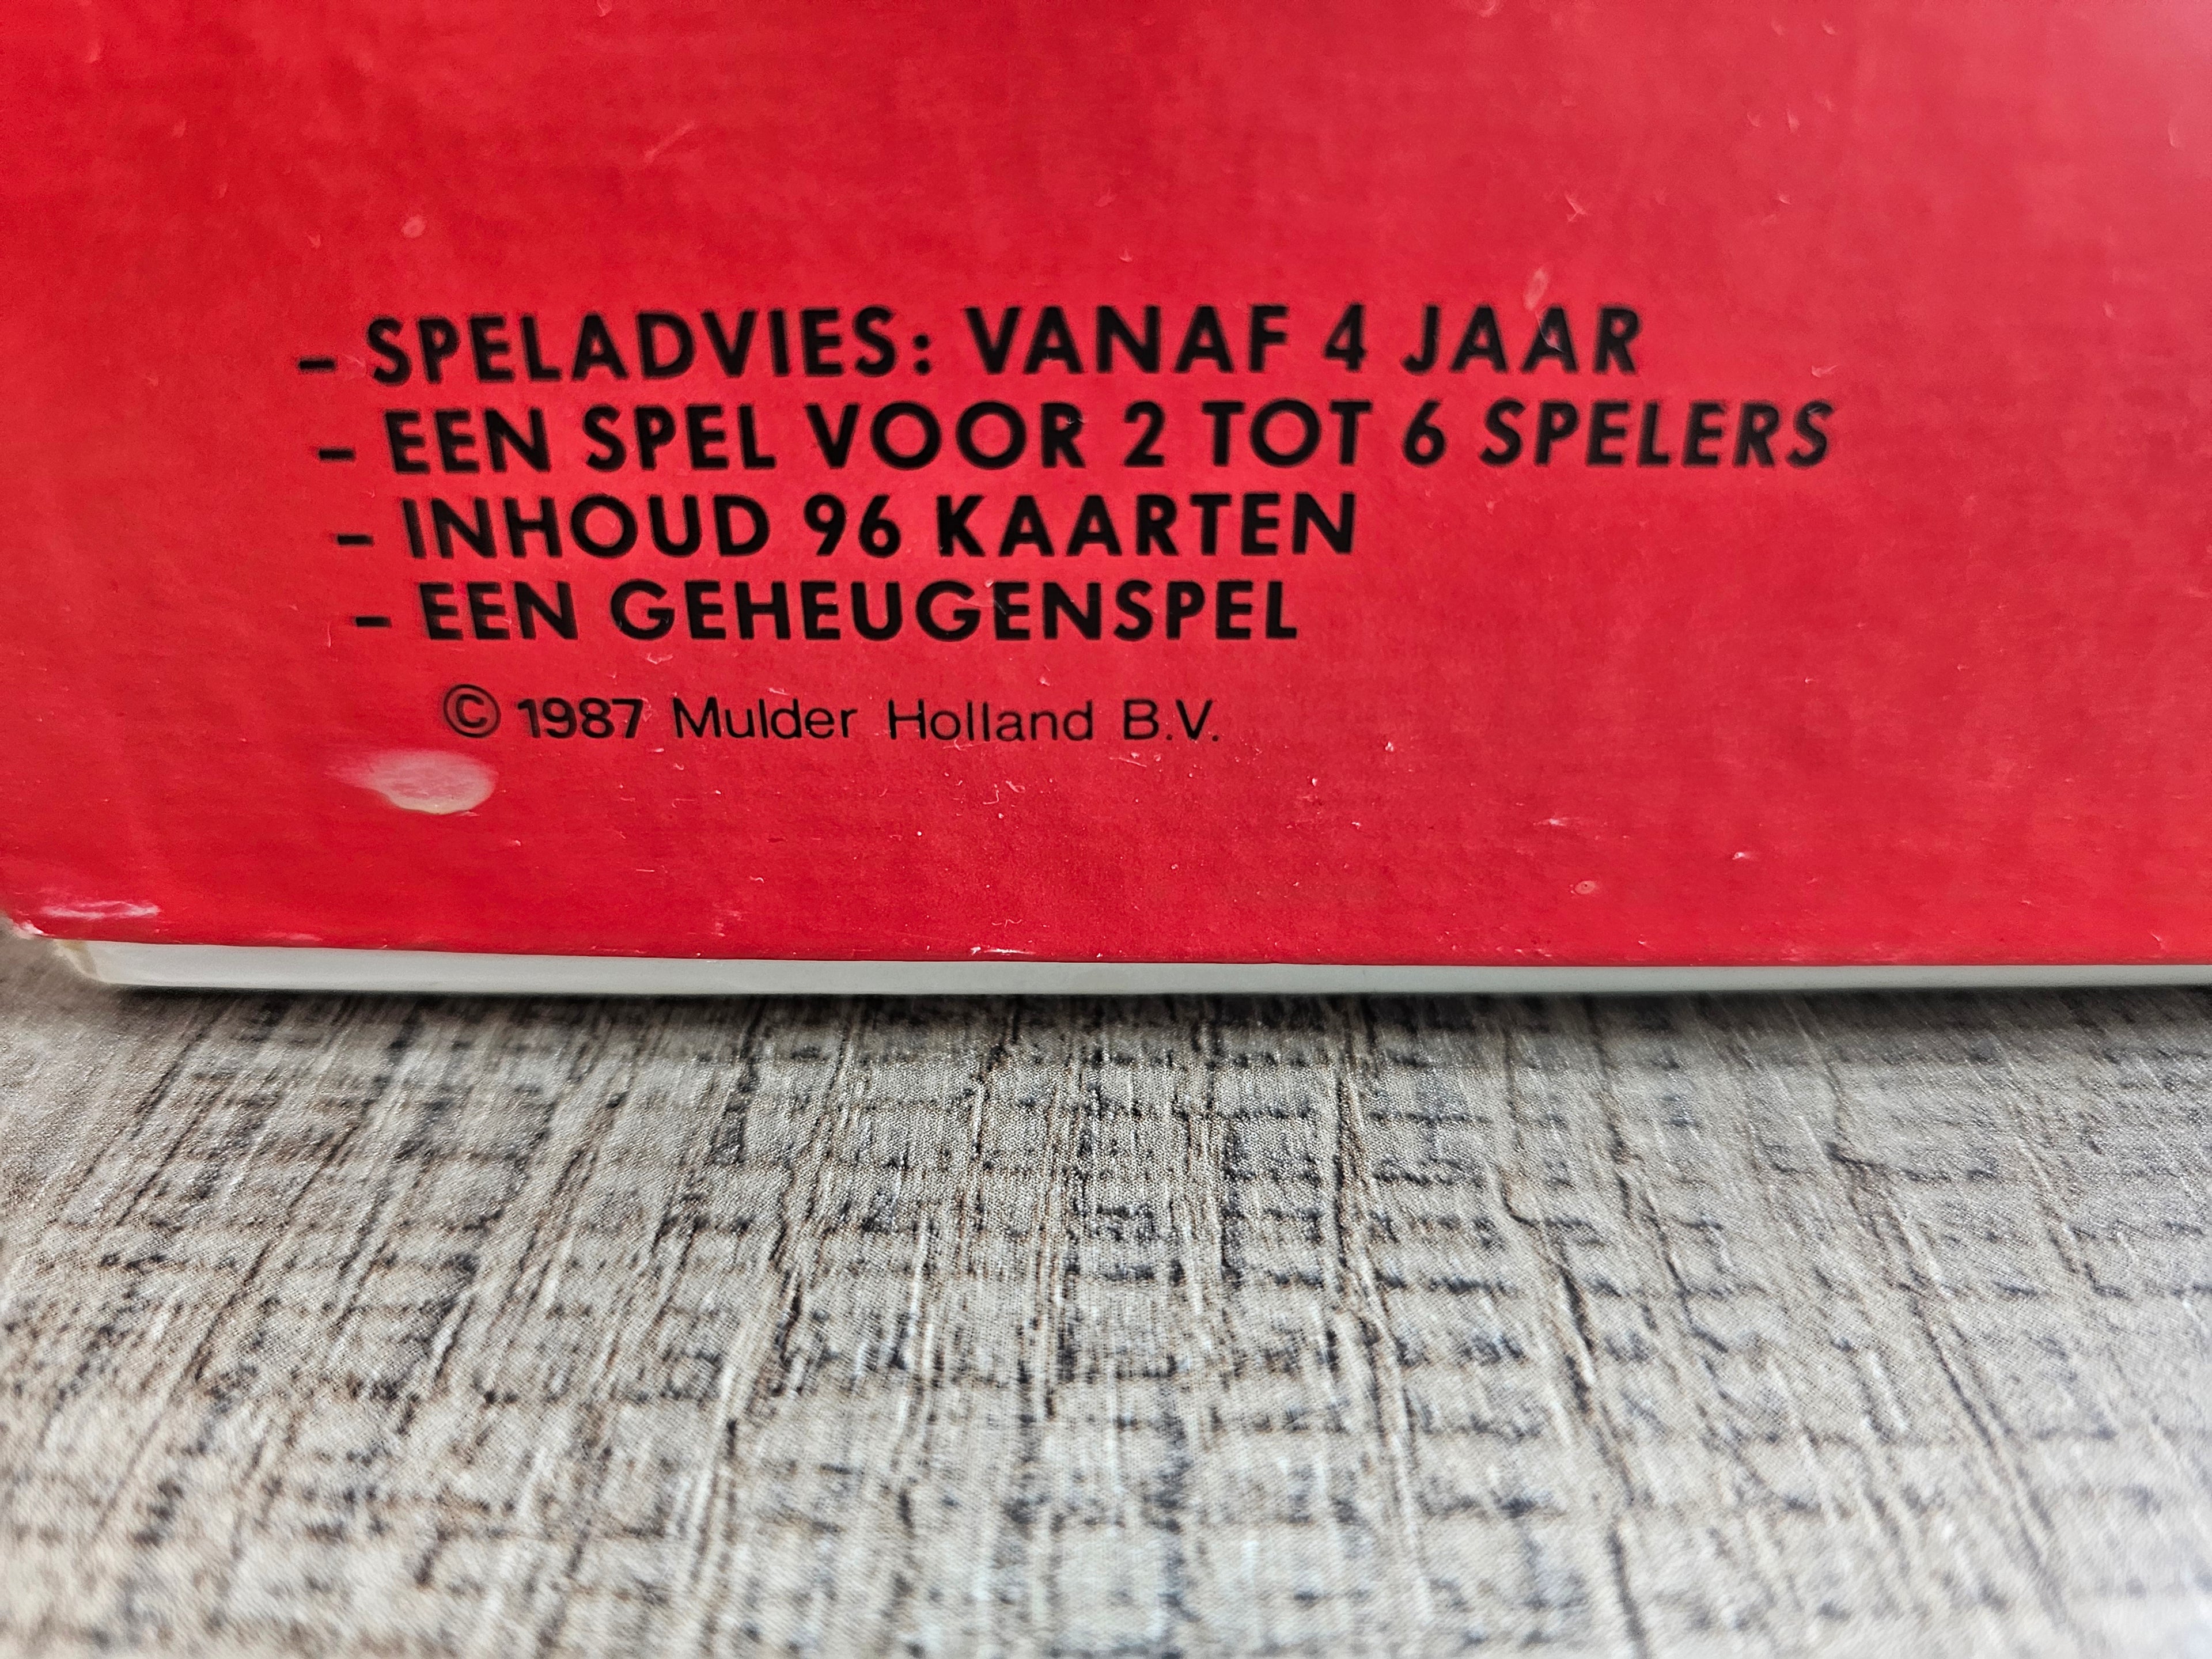 – SPELADVIES: VANAF 4 JAAR
– EEN SPEL VOOR 2 TOT 6 SPELERS
– INHOUD 96 KAARTEN
– EEN GEHEUGENSPEL
© 1987 Mulder Holland B.V.